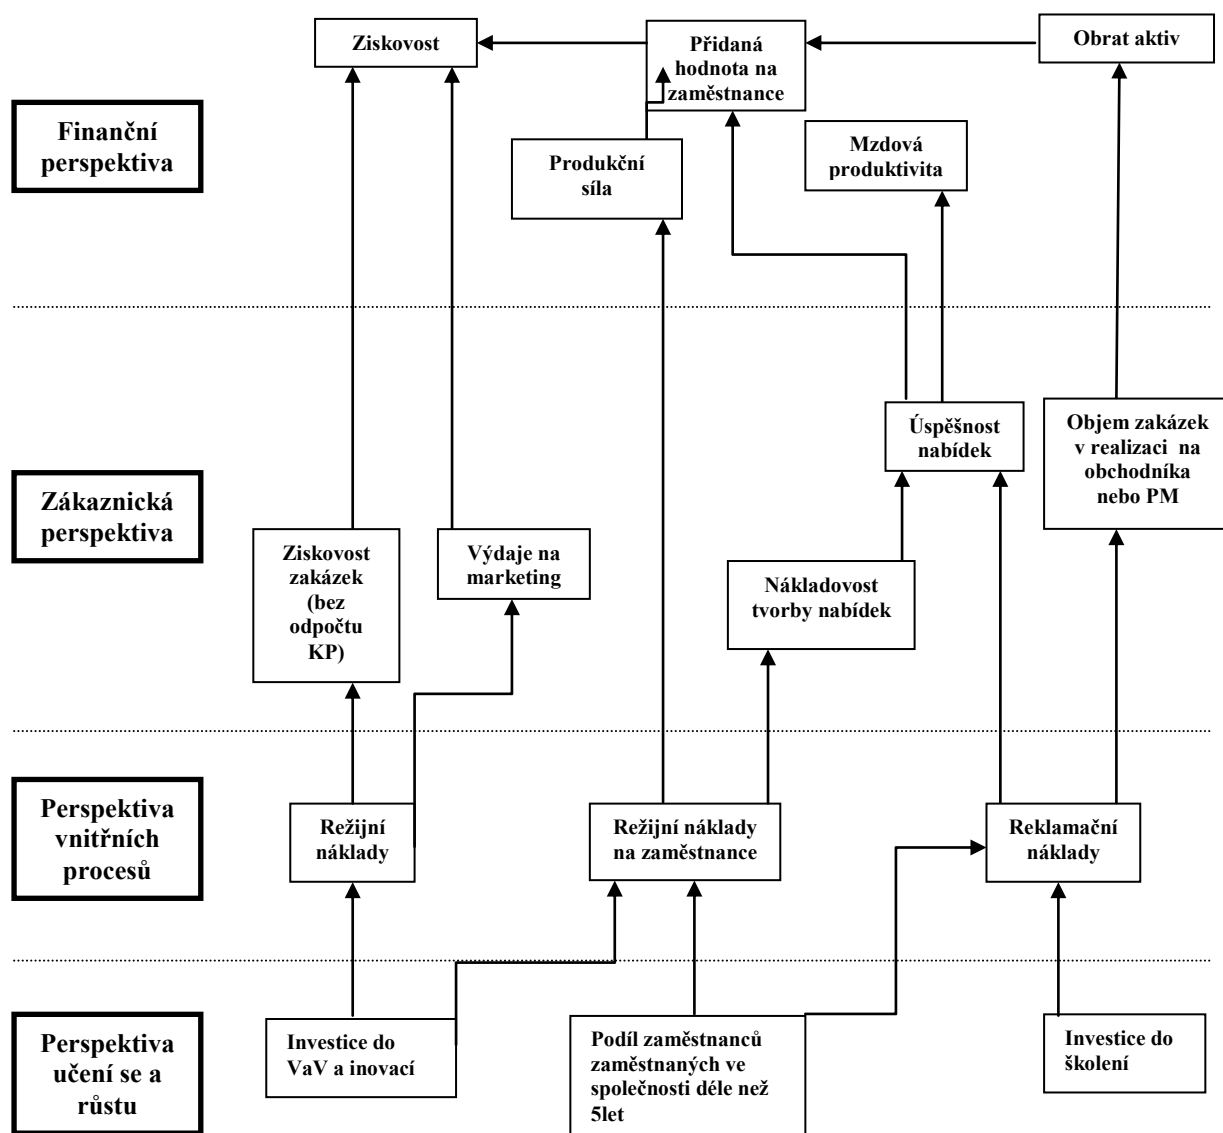 Ziskovost
Přidaná
hodnota na
zaměstnance
Obrat aktiv
Finanční
perspektiva
Produkční
síla
Mzdová
produktivita
Zákaznická
perspektiva
Úspěšnost
nabídek
Objem zakázek
v realizaci na
obchodníka
nebo PM
Ziskovost
zakázek
(bez
odpočtu
KP)
Výdaje na
marketing
Nákladovost
tvorby nabídek
Perspektiva
vnitřních
procesů
Režijní
náklady
Režijní náklady
na zaměstnance
Reklamační
náklady
Perspektiva
učení se a
růstu
Investice do
VaV a inovací
Podíl zaměstnanců
zaměstnaných ve
společnosti déle než
5let
Investice do
školení